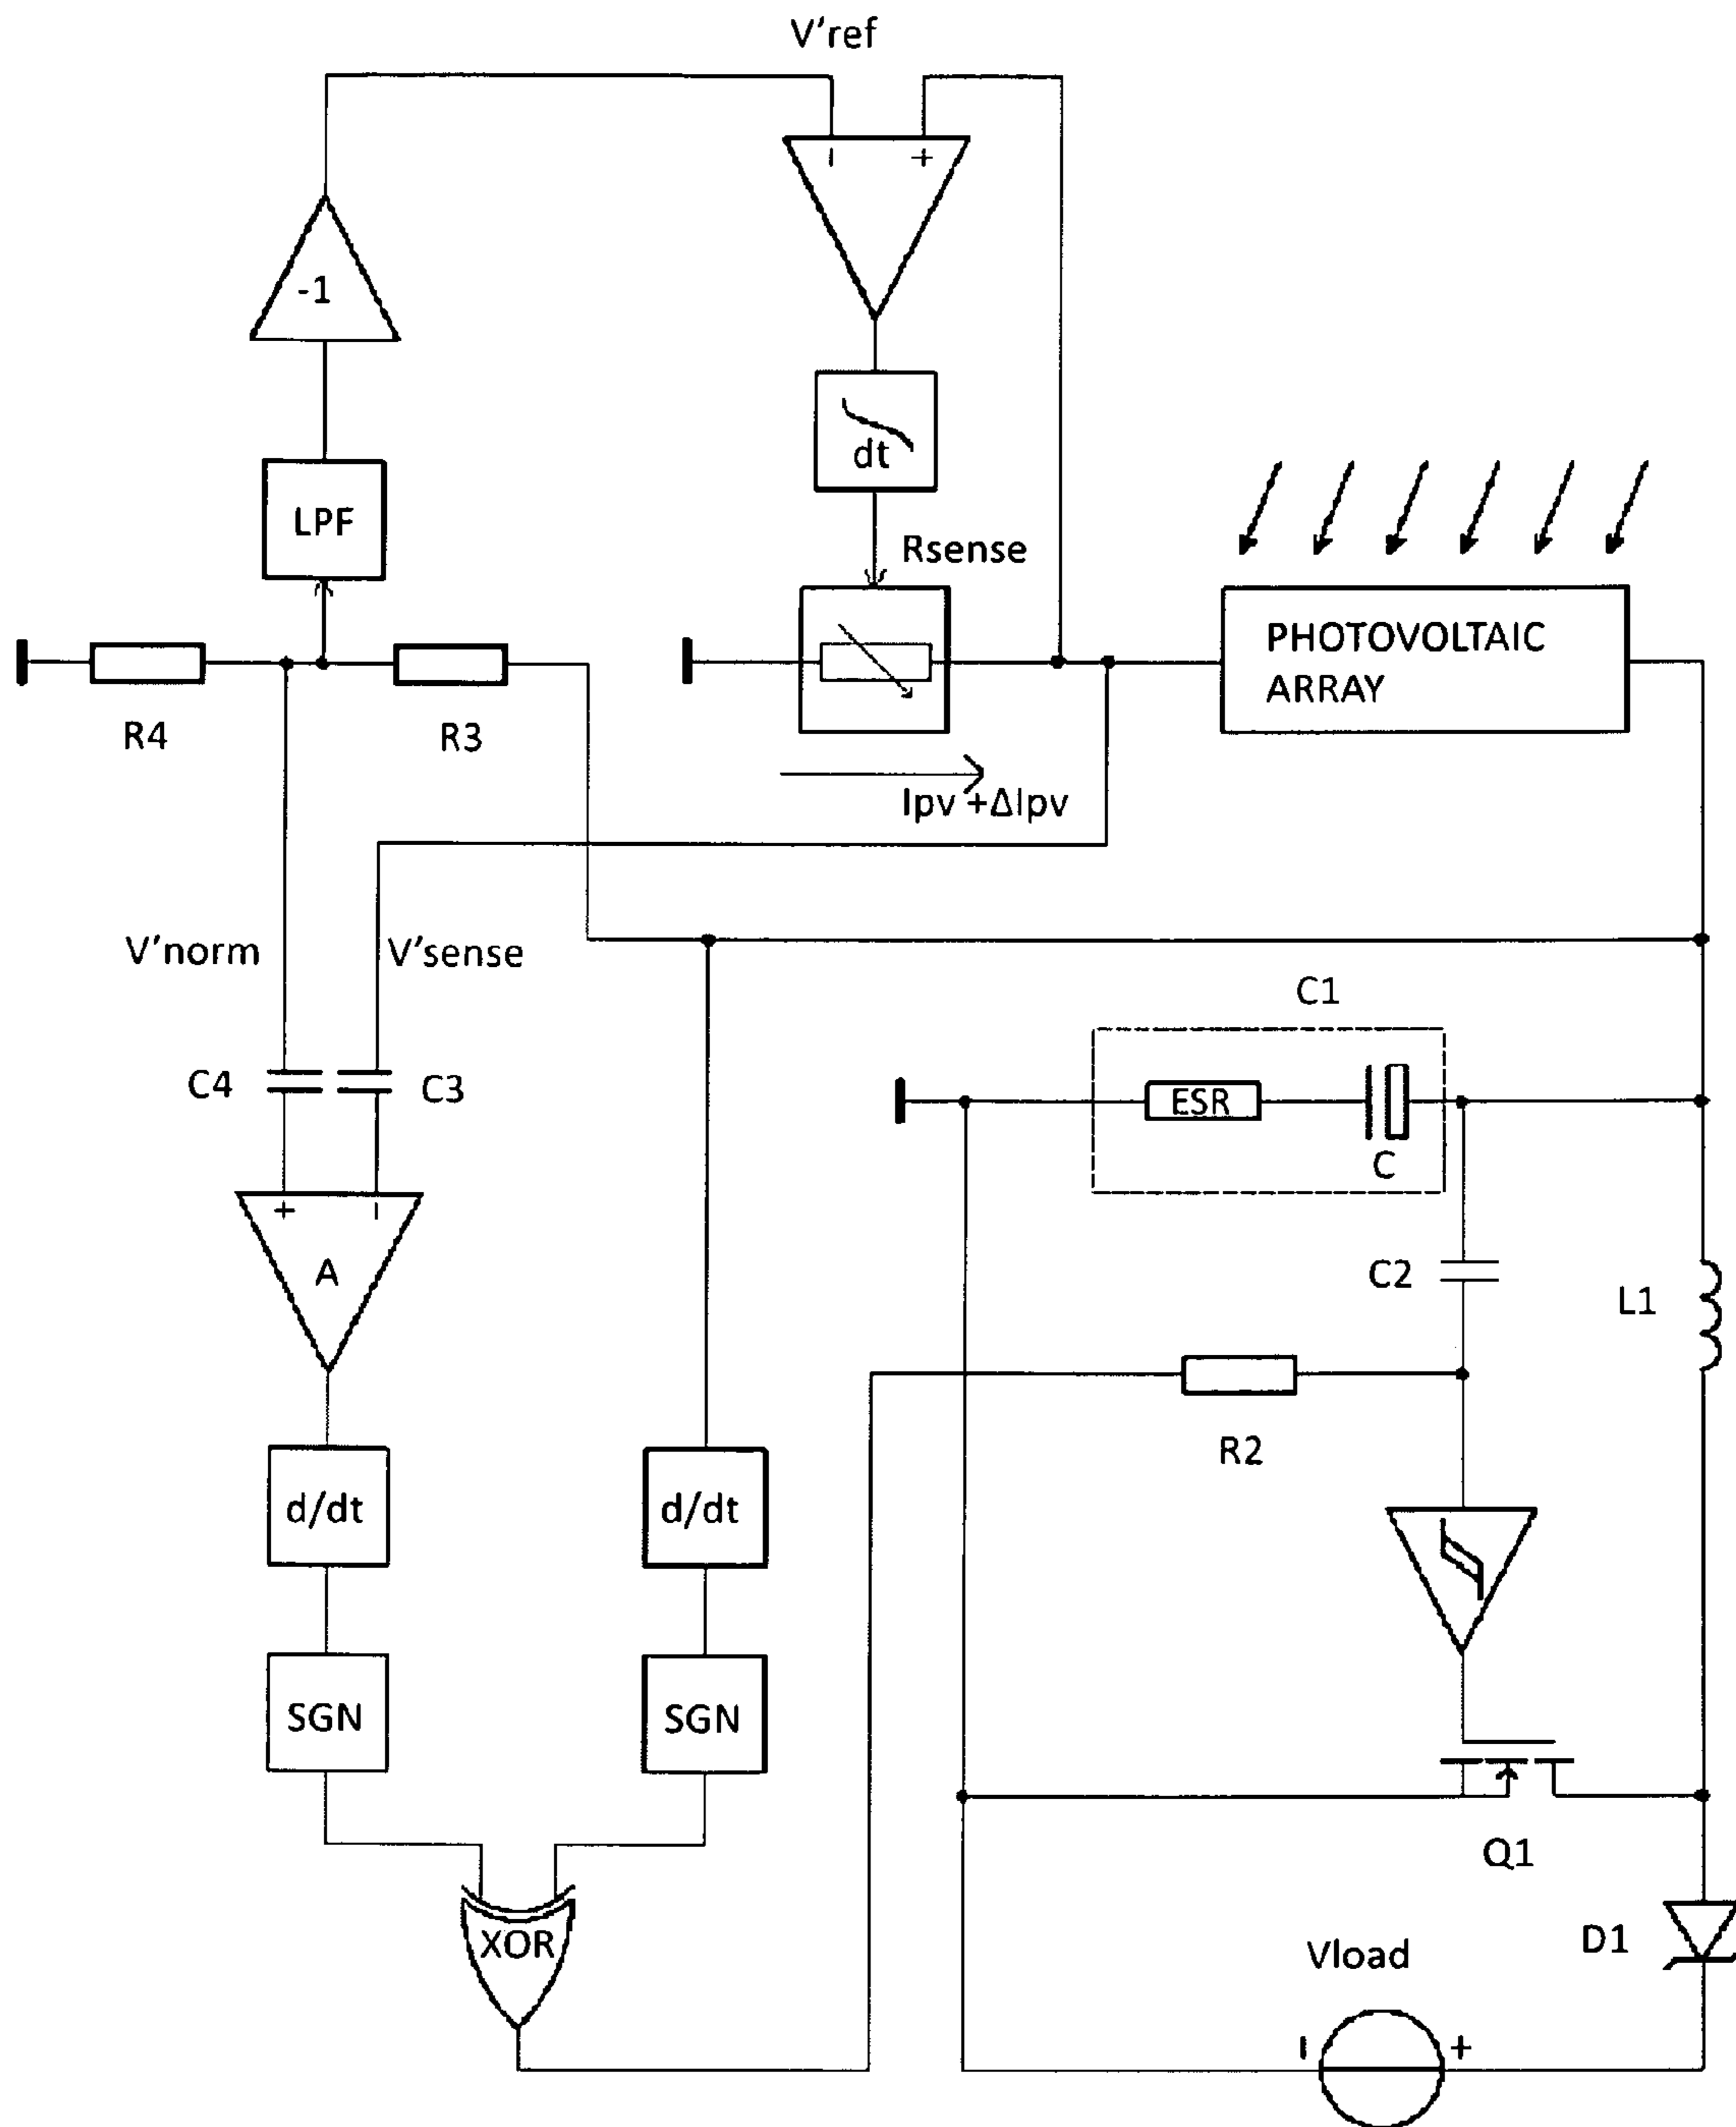 V'ref
− +
-1
dt
LPF
Rsense
PHOTOVOLTAIC
ARRAY
R4
R3
Ipv +ΔIpv
V'norm
V'sense
C1
C4
C3
ESR
C
+ −
A
C2
L1
R2
d/dt
d/dt
SGN
SGN
Q1
XOR
D1
Vload
− +